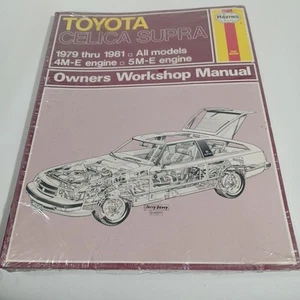 TOYOTA
CELICA SUPRA
1979 thru 1981 □ All models
4M-E engine □ 5M-E engine
Haynes
Owners Workshop Manual